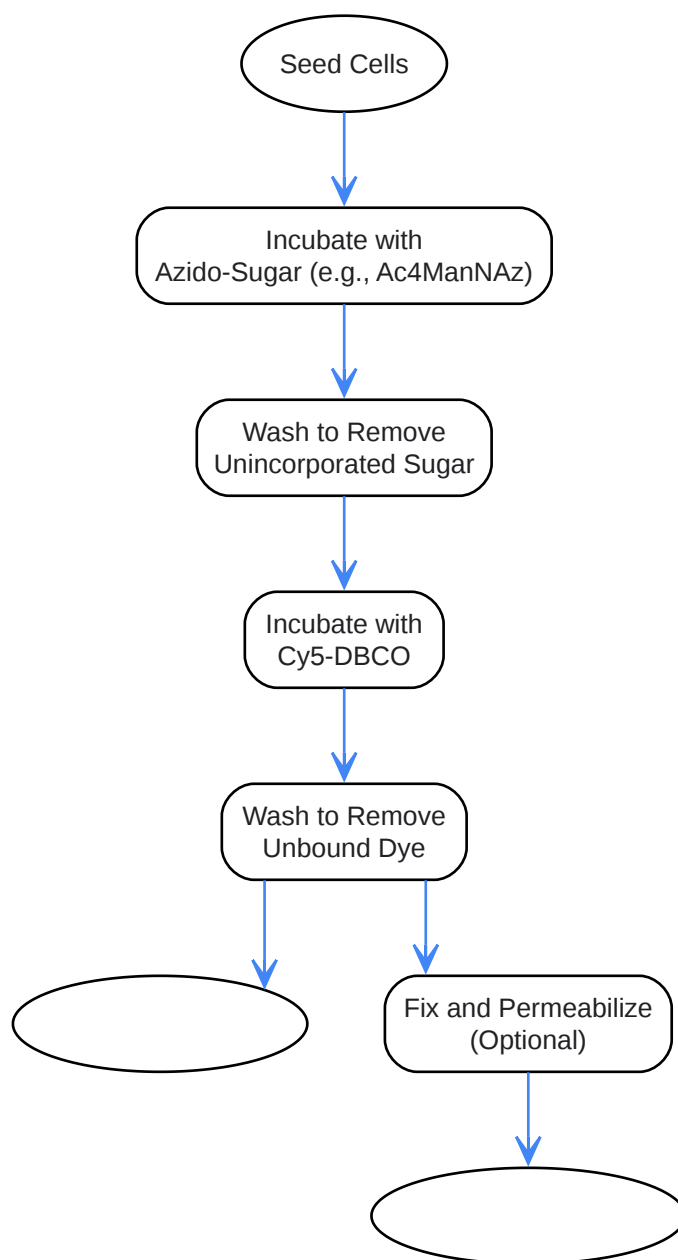 Seed Cells
Incubate with
Azido-Sugar (e.g., Ac4ManNAz)
Wash to Remove
Unincorporated Sugar
Incubate with
Cy5-DBCO
Wash to Remove
Unbound Dye
Fix and Permeabilize
(Optional)